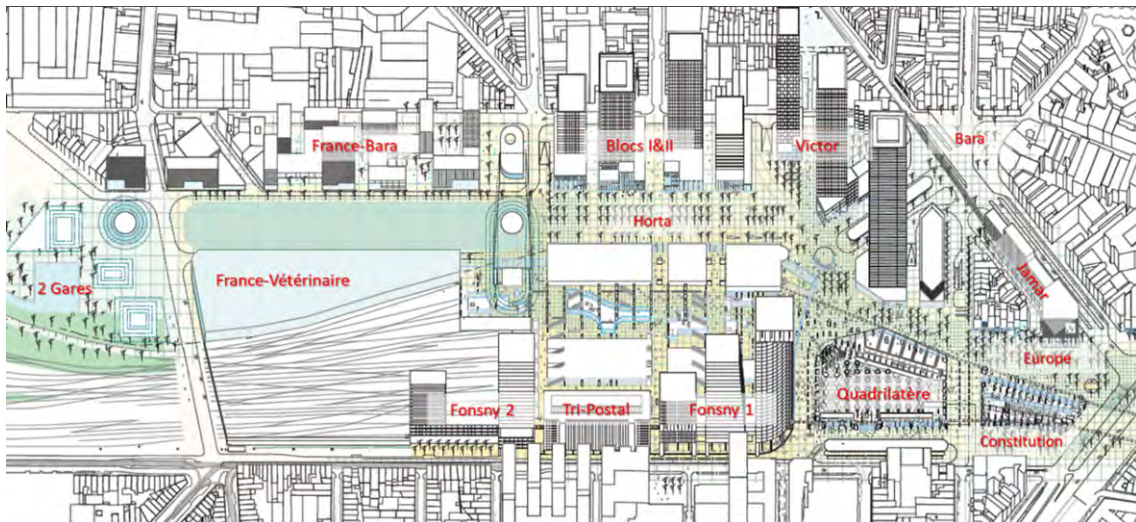 France-Bara
Blocs I&II
Victor
Bara
Horta
2 Gares
France-Vétérinaire
Jamar
Europe
Quadrilatère
Fonsny 2
Tri-Postal
Fonsny 1
Constitution